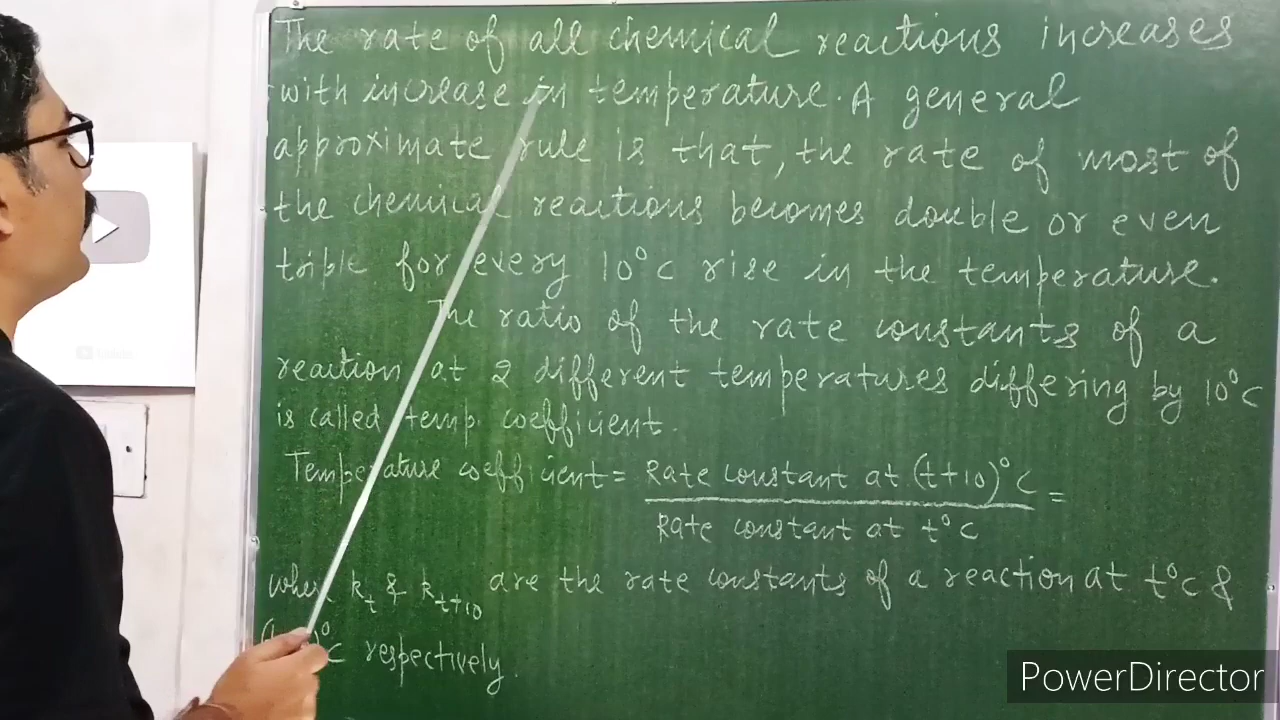 The rate of all chemical reactions increases
with increase in temperature. A general
approximate rule is that, the rate of most of
the chemical reactions becomes double or even
triple for every 10°C rise in the temperature.
The ratio of the rate constants of a
reaction at 2 different temperatures differing by 10°C
is called temp. coefficient.
Temperature coefficient = Rate constant at (t+10)°C =
Rate constant at t°C
where k_t & k_t+10 are the rate constants of a reaction at t°C &
°C respectively.
PowerDirector